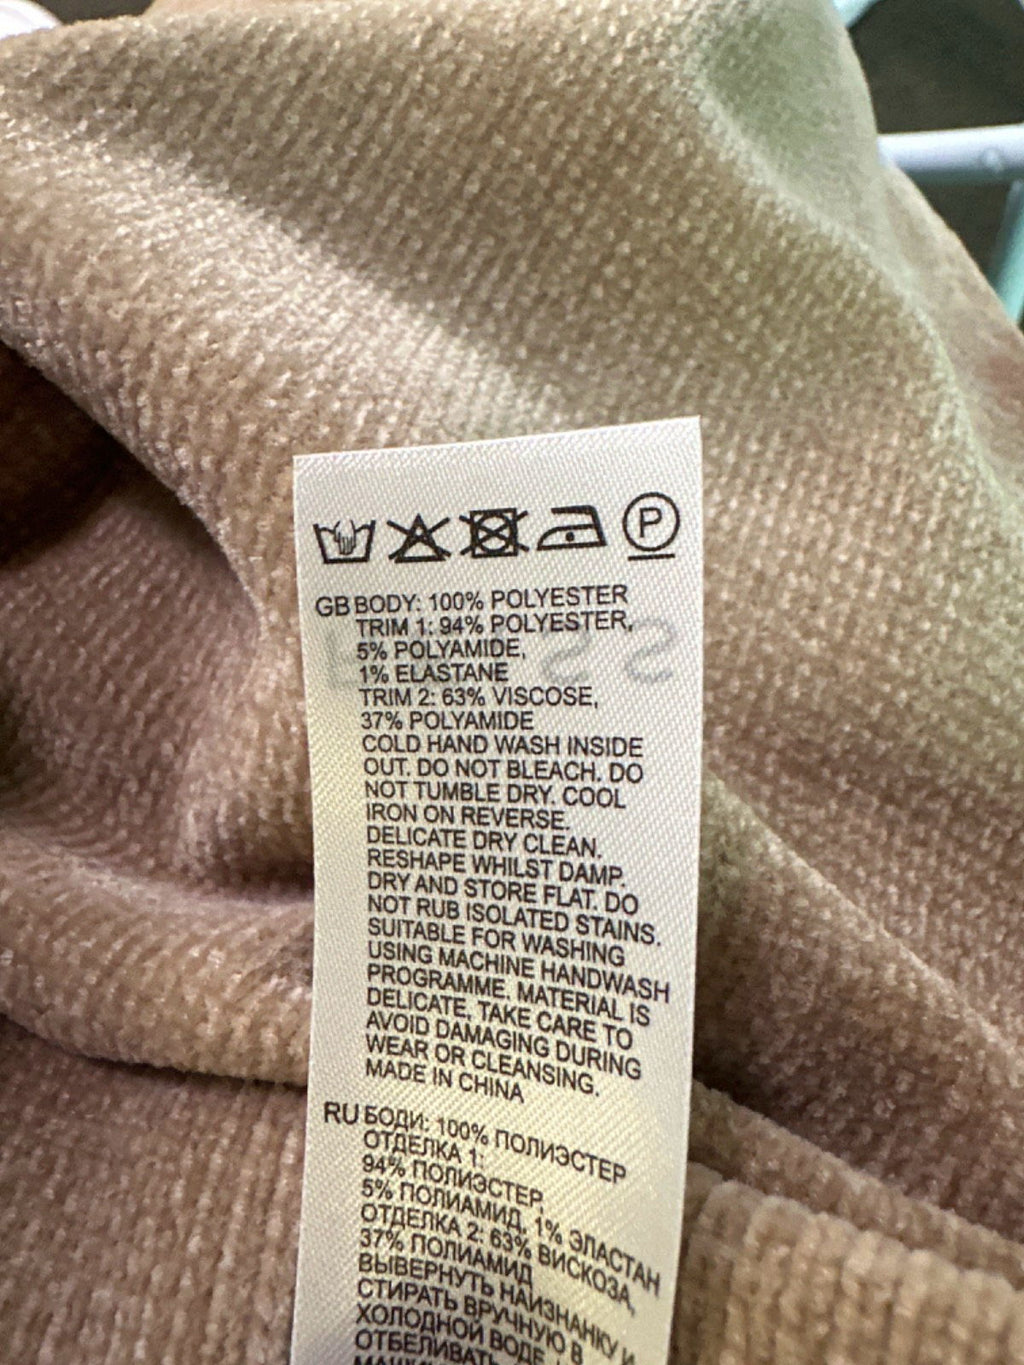 P
GB BODY: 100% POLYESTER
TRIM 1: 94% POLYESTER,
5% POLYAMIDE,
1% ELASTANE
TRIM 2: 63% VISCOSE,
37% POLYAMIDE
COLD HAND WASH INSIDE
OUT. DO NOT BLEACH. DO
NOT TUMBLE DRY. COOL
IRON ON REVERSE.
DELICATE DRY CLEAN.
RESHAPE WHILST DAMP.
DRY AND STORE FLAT. DO
NOT RUB ISOLATED STAINS.
SUITABLE FOR WASHING
USING MACHINE HANDWASH
PROGRAMME. MATERIAL IS
DELICATE, TAKE CARE TO
AVOID DAMAGING DURING
WEAR OR CLEANSING.
MADE IN CHINA
RU БОДИ: 100% ПОЛИЭСТЕР
ОТДЕЛКА 1:
94% ПОЛИЭСТЕР,
5% ПОЛИАМИД, 1% ЭЛАСТАН
ОТДЕЛКА 2: 63% ВИСКОЗА,
37% ПОЛИАМИД
ВЫВЕРНУТЬ НАИЗНАНКУ И
СТИРАТЬ ВРУЧНУЮ В
ХОЛОДНОЙ ВОДЕ
ОТБЕЛИВАТЬ